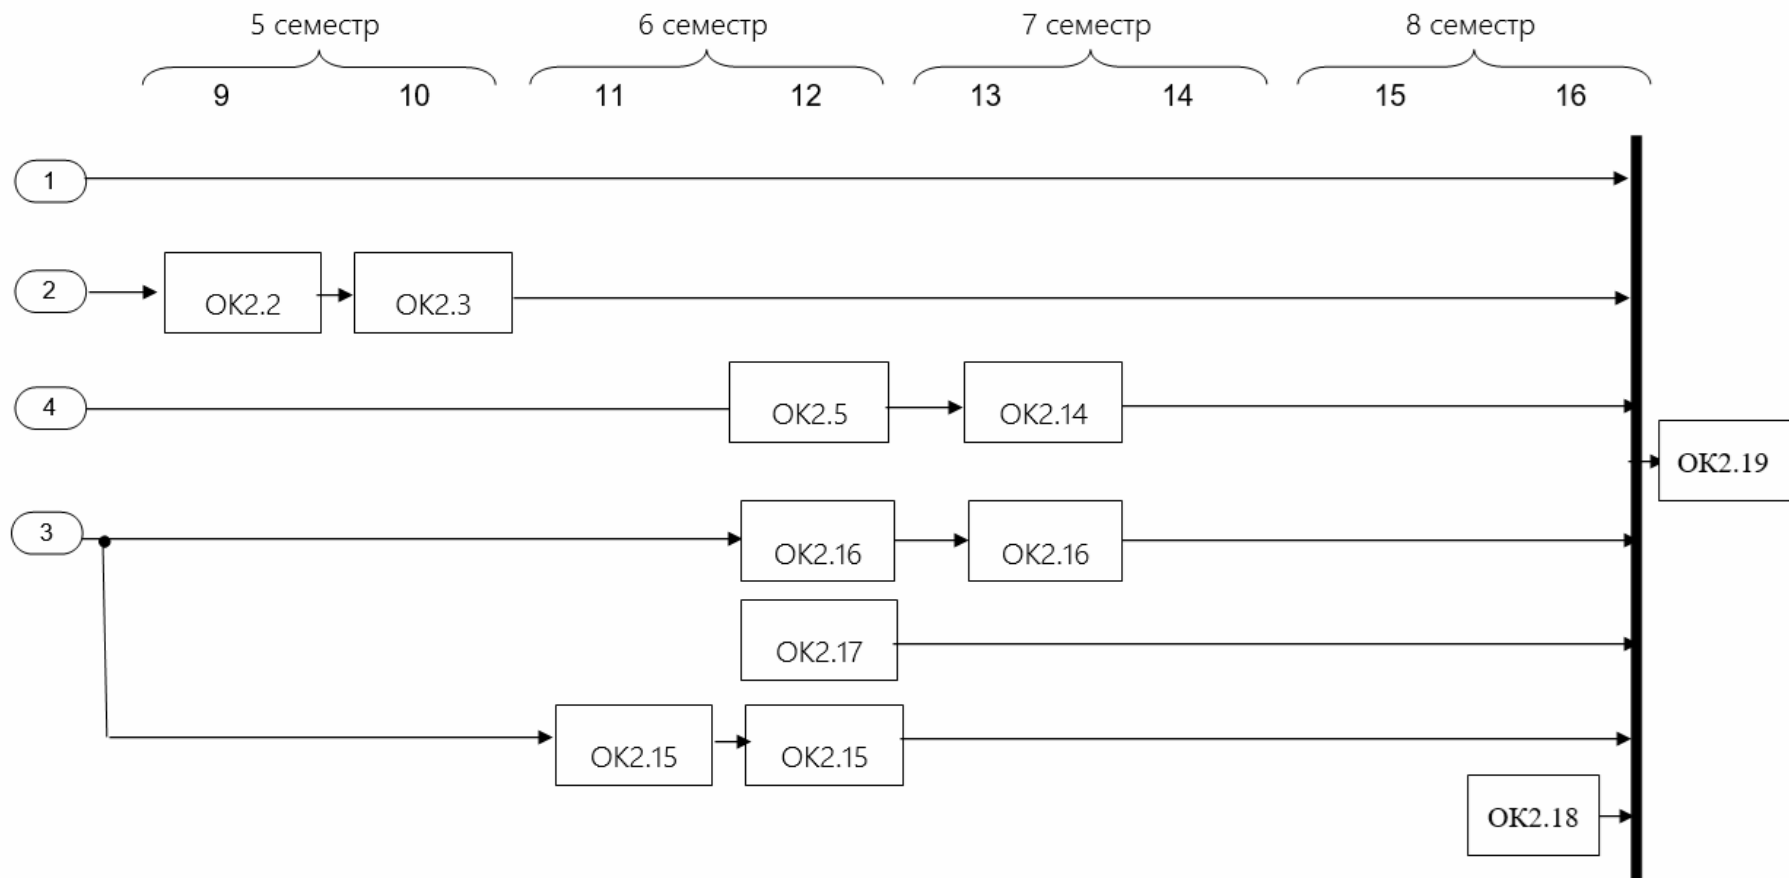 5 семестр 6 семестр 7 семестр 8 семестр
9 10 11 12 13 14 15 16
1
2 ОК2.2 ОК2.3
4 ОК2.5 ОК2.14
ОК2.19
3 ОК2.16 ОК2.16
ОК2.17
ОК2.15 ОК2.15
ОК2.18